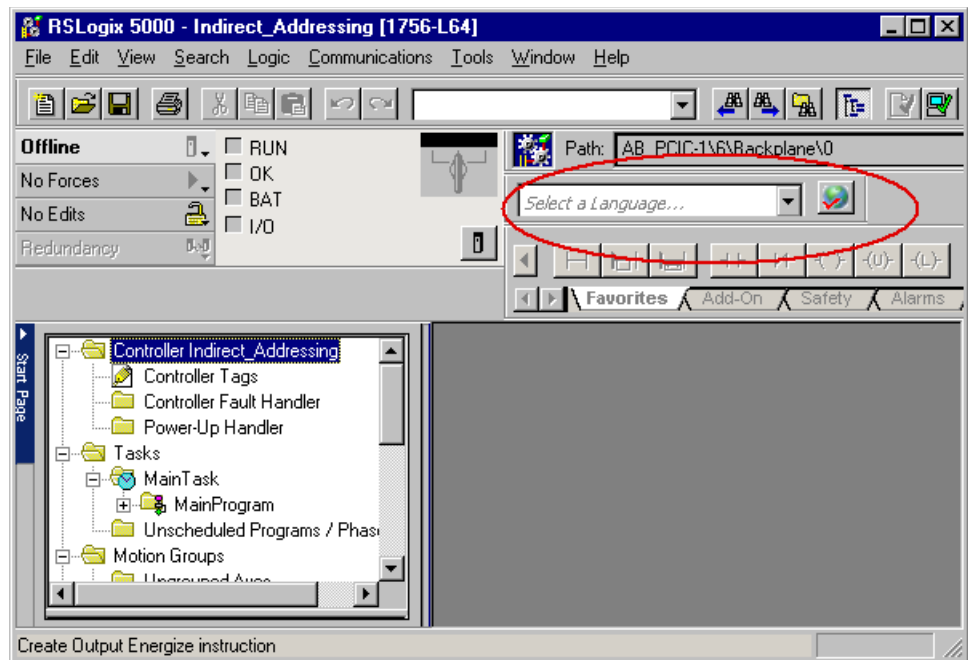 RSLogix 5000 - Indirect_Addressing [1756-L64]
File Edit View Search Logic Communications Tools Window Help
Offline
RUN
Path: AB_PCIC-1\6\Backplane\0
No Forces
OK
No Edits
BAT
Select a Language...
Redundancy
I/O
Favorites Add-On Safety Alarms
Start Page
Controller Indirect_Addressing
Controller Tags
Controller Fault Handler
Power-Up Handler
Tasks
MainTask
MainProgram
Unscheduled Programs / Phas
Motion Groups
Ungrouped Axes
Create Output Energize instruction